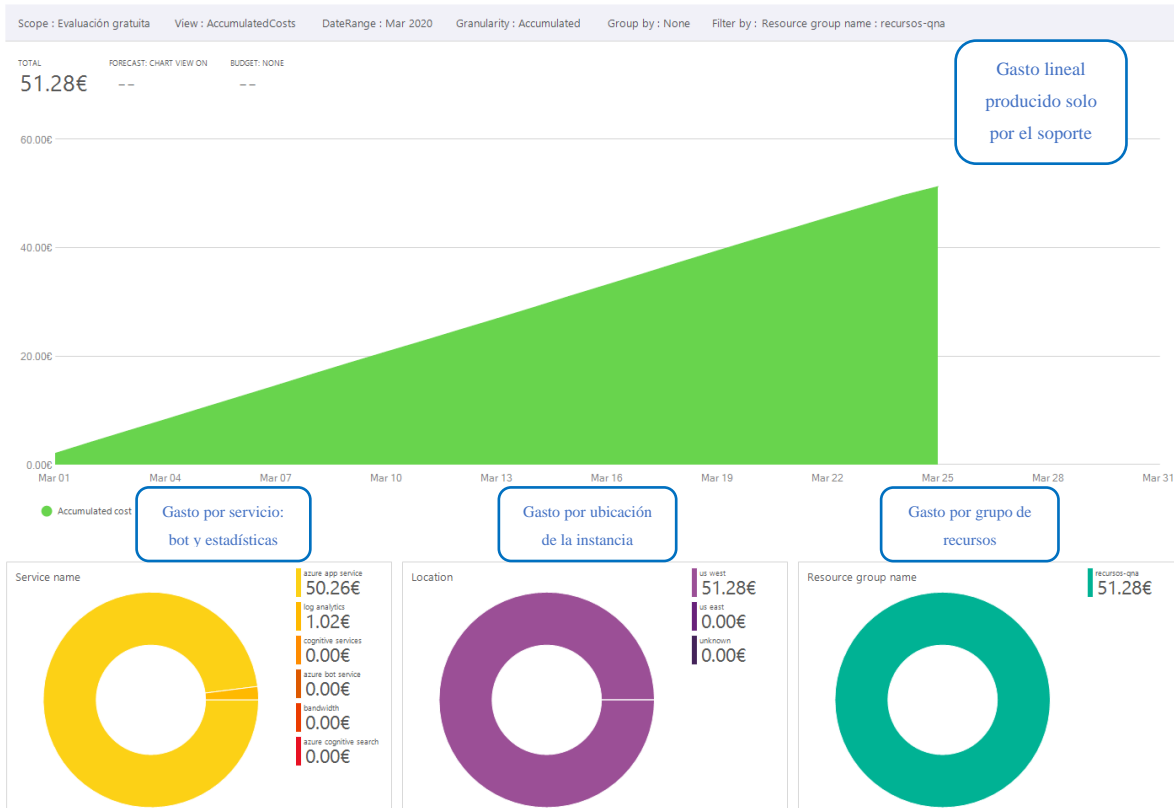 Scope : Evaluación gratuita View : AccumulatedCosts DateRange : Mar 2020 Granularity : Accumulated Group by : None Filter by : Resource group name : recursos-qna
TOTAL FORECAST: CHART VIEW ON BUDGET: NONE
51.28€ -- --
Gasto lineal
producido solo
por el soporte
60.00€
40.00€
20.00€
0.00€
Mar 01 Mar 04 Mar 07 Mar 10 Mar 13 Mar 16 Mar 19 Mar 22 Mar 25 Mar 28 Mar 31
Accumulated cost
Gasto por servicio:
bot y estadísticas
Gasto por ubicación
de la instancia
Gasto por grupo de
recursos
Service name
azure app service
50.26€
log analytics
1.02€
cognitive services
0.00€
azure bot service
0.00€
bandwidth
0.00€
azure cognitive search
0.00€
Location
us west
51.28€
us east
0.00€
unknown
0.00€
Resource group name
recursos-qna
51.28€